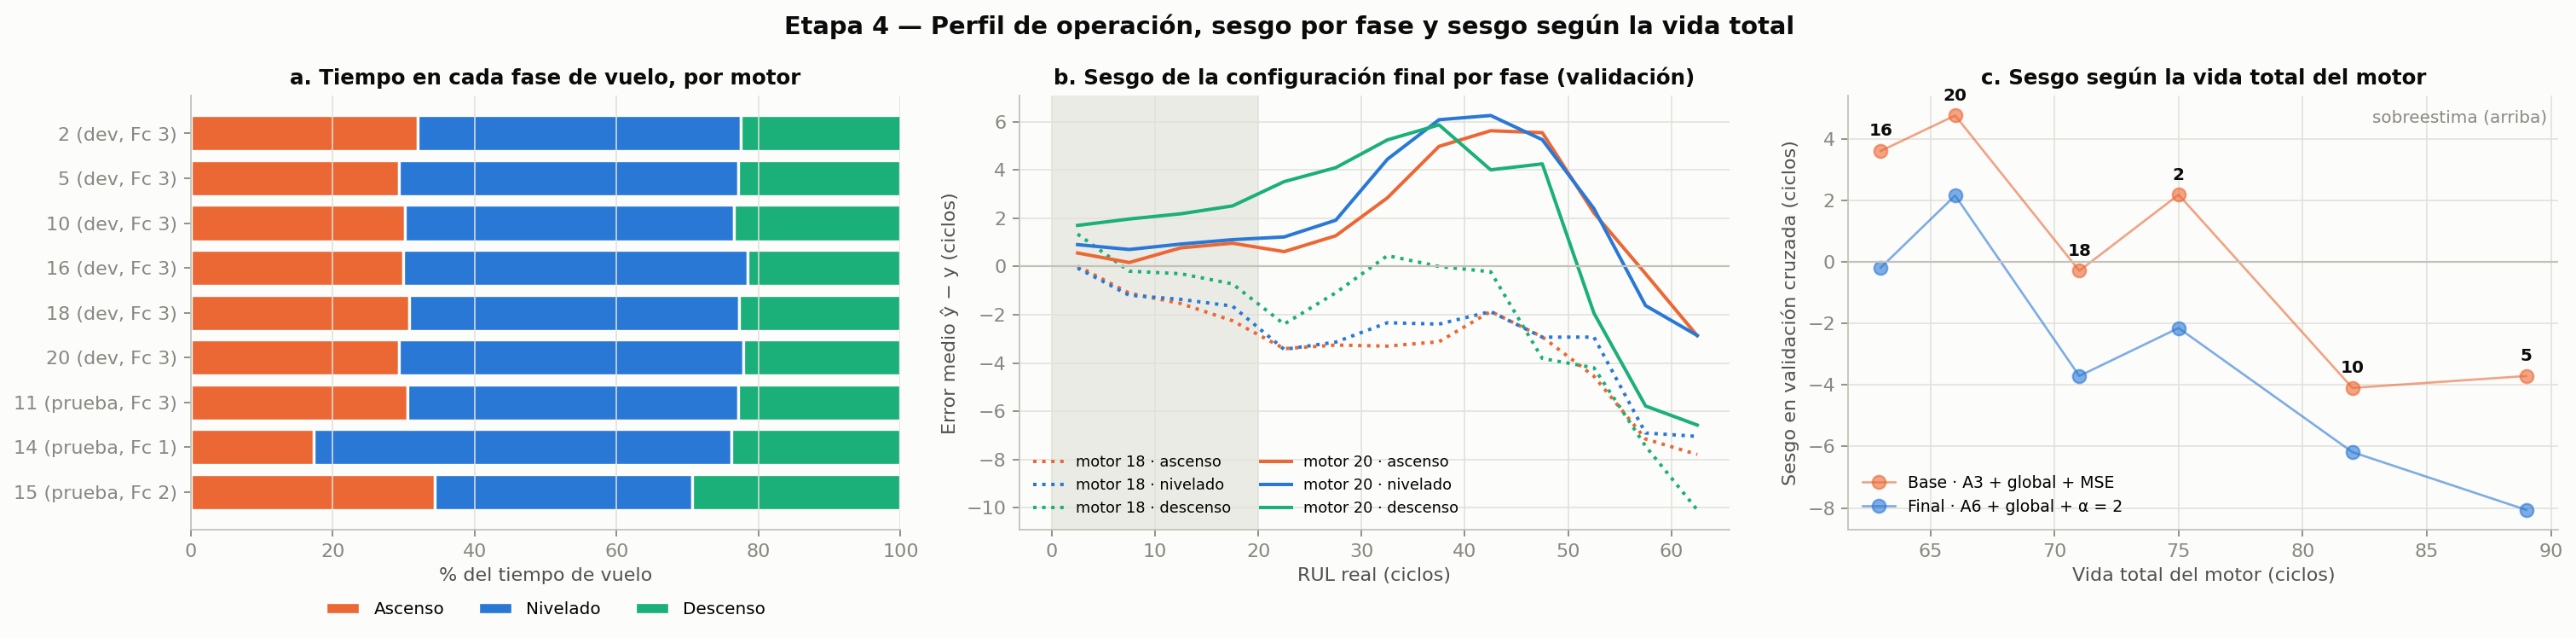 Etapa 4 — Perfil de operación, sesgo por fase y sesgo según la vida total
a. Tiempo en cada fase de vuelo, por motor
2 (dev, Fc 3)
5 (dev, Fc 3)
10 (dev, Fc 3)
16 (dev, Fc 3)
18 (dev, Fc 3)
20 (dev, Fc 3)
11 (prueba, Fc 3)
14 (prueba, Fc 1)
15 (prueba, Fc 2)
0 20 40 60 80 100
% del tiempo de vuelo
Ascenso Nivelado Descenso
b. Sesgo de la configuración final por fase (validación)
Error medio ŷ − y (ciclos)
6
4
2
0
−2
−4
−6
−8
−10
motor 18 · ascenso motor 20 · ascenso
motor 18 · nivelado motor 20 · nivelado
motor 18 · descenso motor 20 · descenso
0 10 20 30 40 50 60
RUL real (ciclos)
c. Sesgo según la vida total del motor
Sesgo en validación cruzada (ciclos)
4
2
0
−2
−4
−6
−8
sobreestima (arriba)
16
20
18
2
10
5
Base · A3 + global + MSE
Final · A6 + global + α = 2
65 70 75 80 85 90
Vida total del motor (ciclos)